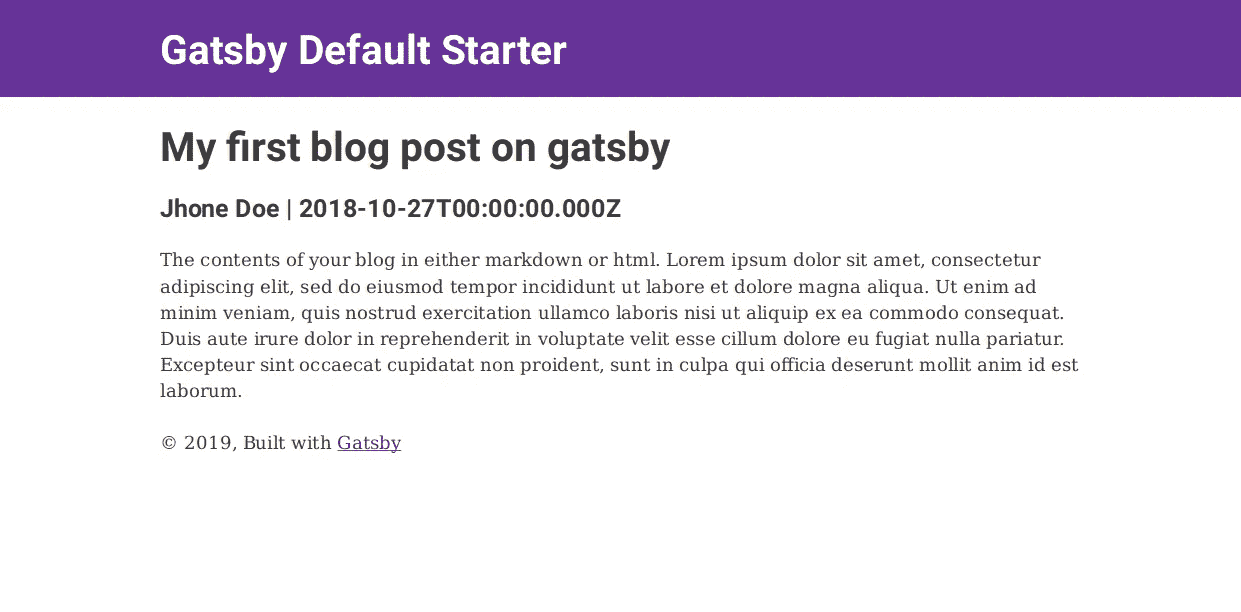 Gatsby Default Starter
My first blog post on gatsby
Jhone Doe | 2018-10-27T00:00:00.000Z
The contents of your blog in either markdown or html. Lorem ipsum dolor sit amet, consectetur
adipiscing elit, sed do eiusmod tempor incididunt ut labore et dolore magna aliqua. Ut enim ad
minim veniam, quis nostrud exercitation ullamco laboris nisi ut aliquip ex ea commodo consequat.
Duis aute irure dolor in reprehenderit in voluptate velit esse cillum dolore eu fugiat nulla pariatur.
Excepteur sint occaecat cupidatat non proident, sunt in culpa qui officia deserunt mollit anim id est
laborum.
© 2019, Built with Gatsby